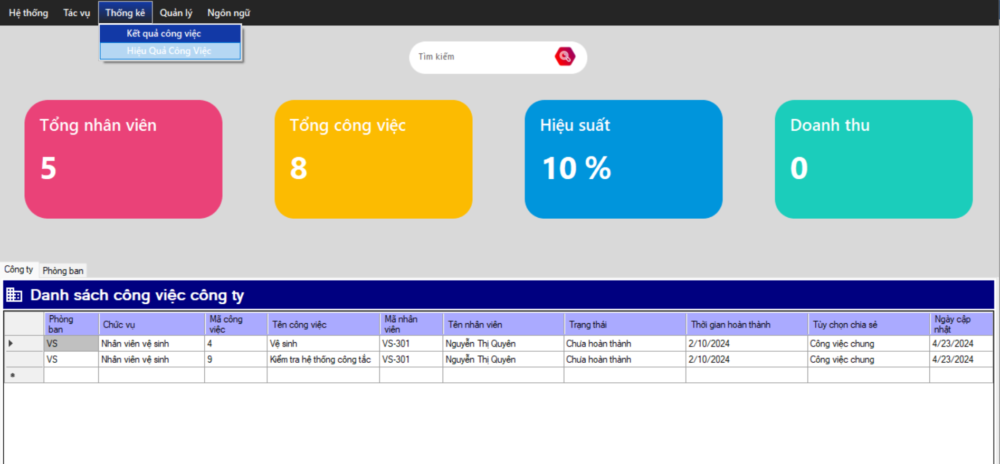 Hệ thống Tác vụ Thống kê Quản lý Ngôn ngữ
Kết quả công việc
Hiệu Quả Công Việc
Tìm kiếm
Tổng nhân viên
5
Tổng công việc
8
Hiệu suất
10 %
Doanh thu
0
Công ty Phòng ban
Danh sách công việc công ty
Phòng ban Chức vụ Mã công việc Tên công việc Mã nhân viên Tên nhân viên Trạng thái Thời gian hoàn thành Tùy chọn chia sẻ Ngày cập nhật
VS Nhân viên vệ sinh 4 Vệ sinh VS-301 Nguyễn Thị Quyên Chưa hoàn thành 2/10/2024 Công việc chung 4/23/2024
VS Nhân viên vệ sinh 9 Kiểm tra hệ thống công tắc VS-301 Nguyễn Thị Quyên Chưa hoàn thành 2/10/2024 Công việc chung 4/23/2024